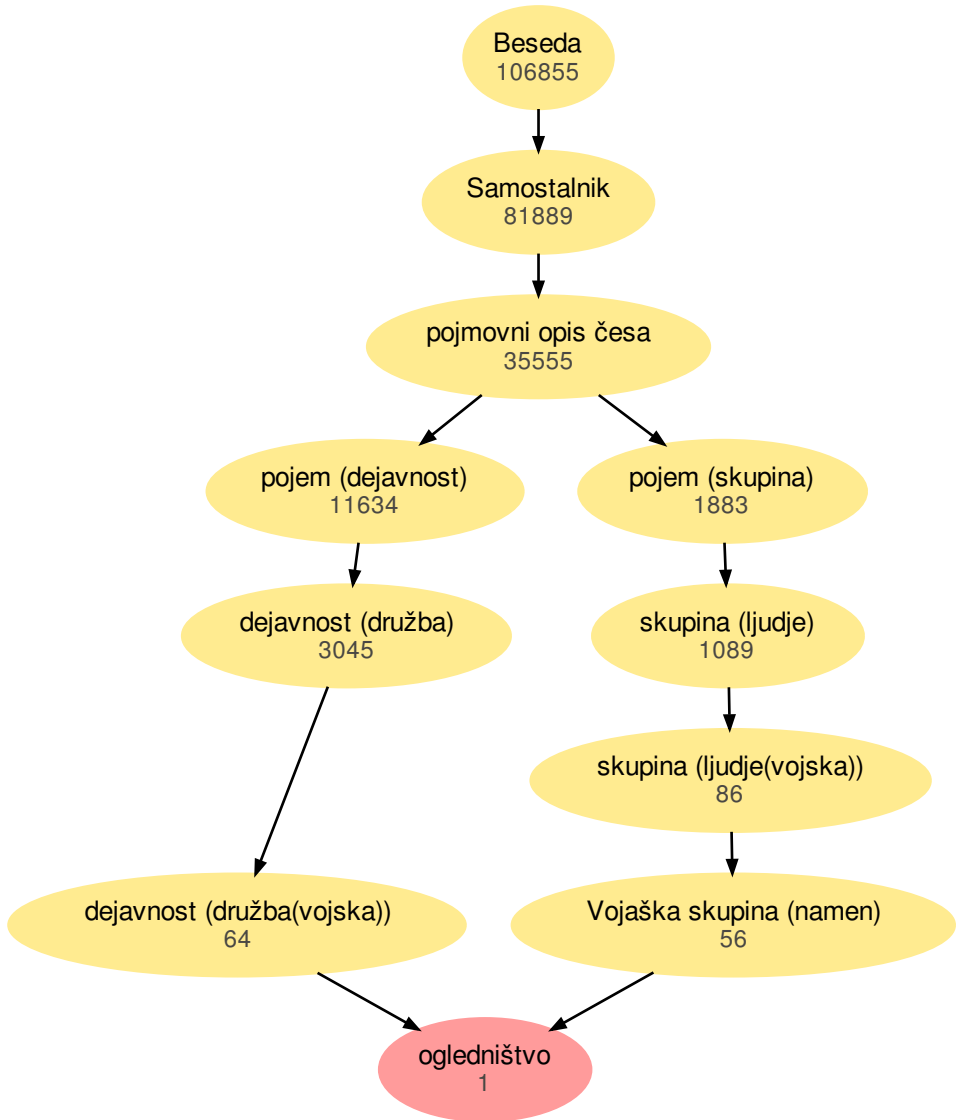 Beseda
106855
Samostalnik
81889
pojmovni opis česa
35555
pojem (dejavnost)
11634
pojem (skupina)
1883
dejavnost (družba)
3045
skupina (ljudje)
1089
skupina (ljudje(vojska))
86
dejavnost (družba(vojska))
64
Vojaška skupina (namen)
56
ogledništvo
1